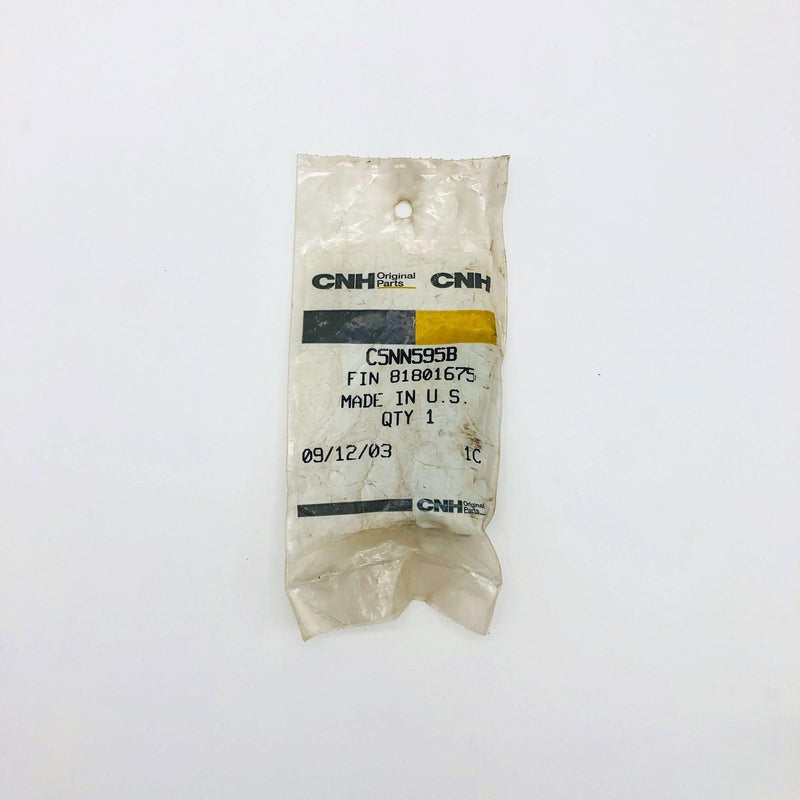 CNH Original Parts CNH
C5NN595B
FIN 81801675
MADE IN U.S.
QTY 1
09/12/03 1C
CNH Original Parts